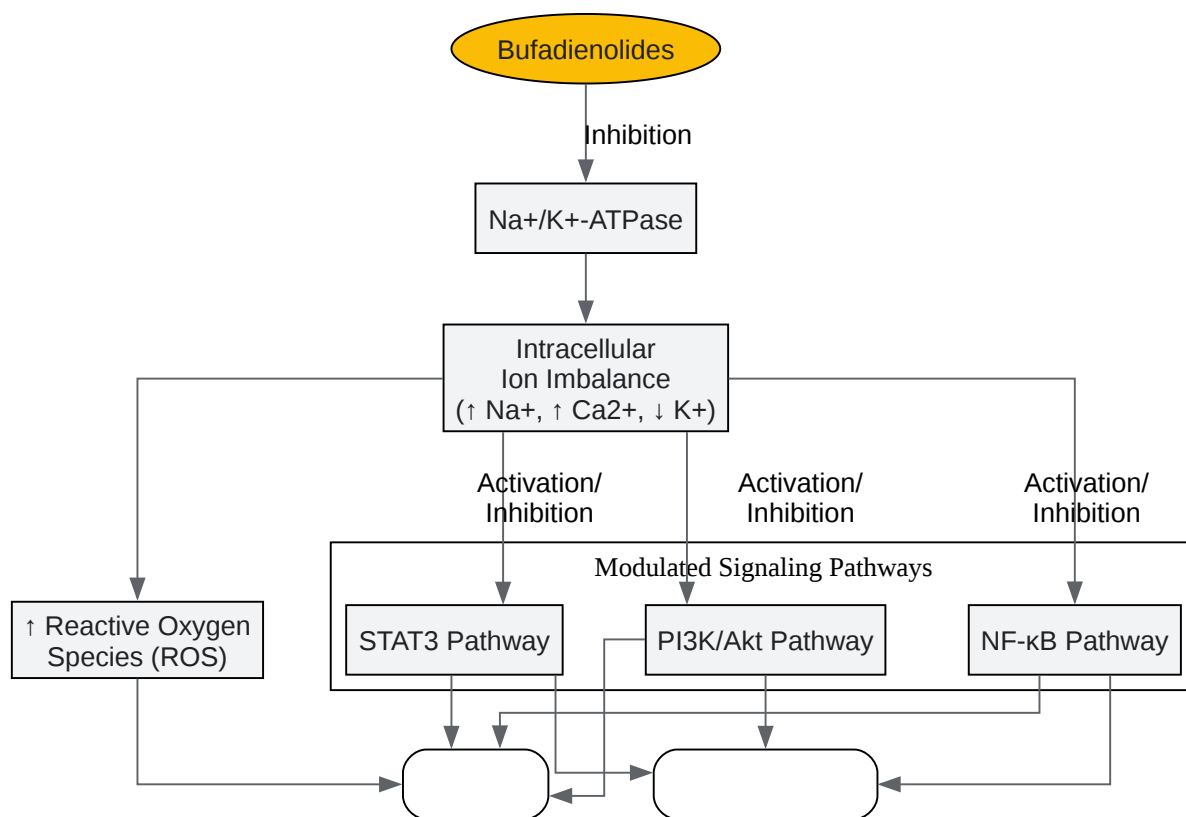 Bufadienolides
Inhibition
Na+/K+-ATPase
Intracellular
Ion Imbalance
(↑ Na+, ↑ Ca2+, ↓ K+)
Activation/
Inhibition
Activation/
Inhibition
Activation/
Inhibition
Modulated Signaling Pathways
↑ Reactive Oxygen
Species (ROS)
STAT3 Pathway
PI3K/Akt Pathway
NF-κB Pathway